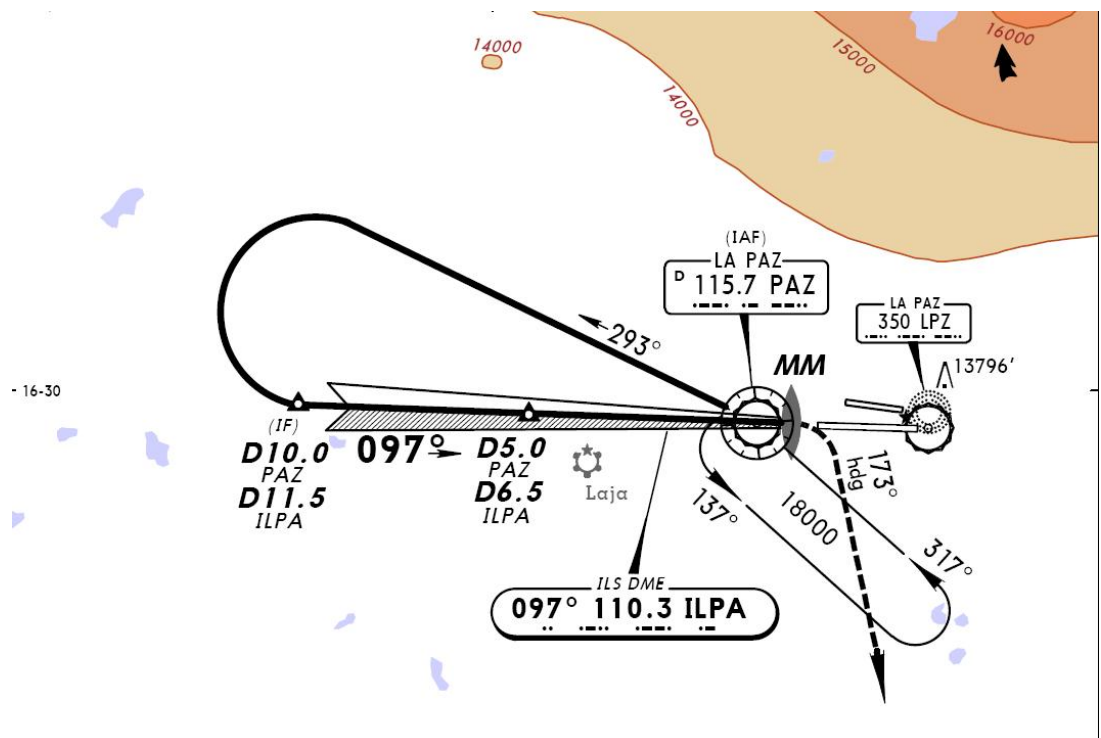 14000
16000
15000
14000
(IAF)
LA PAZ
D 115.7 PAZ
LA PAZ
350 LPZ
293°
MM
13796'
16-30
(IF)
D10.0
PAZ
D11.5
ILPA
097°
D5.0
PAZ
D6.5
ILPA
Laja
137°
18000
173°
hdg
317°
ILS DME
097° 110.3 ILPA